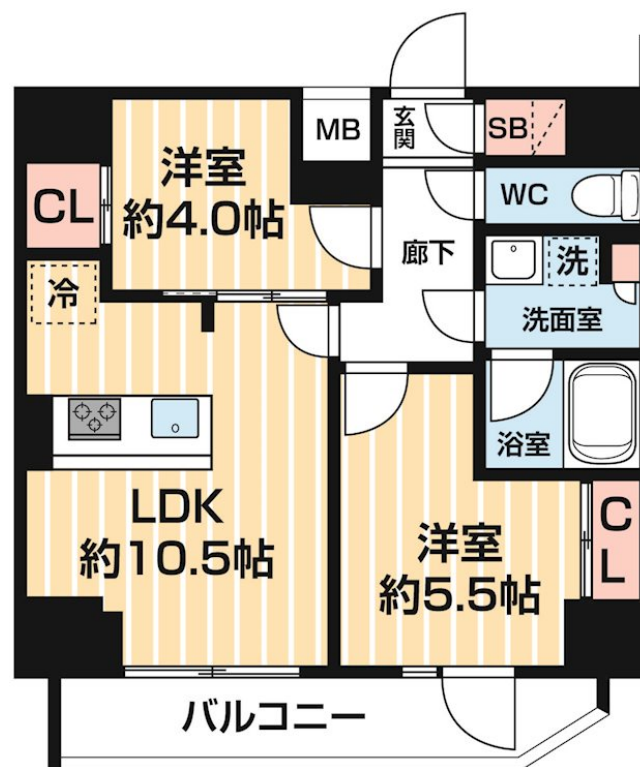 玄関
MB
SB
洋室
約4.0帖
CL
WC
廊下
洗
洗面室
冷
浴室
LDK
約10.5帖
洋室
約5.5帖
CL
バルコニー